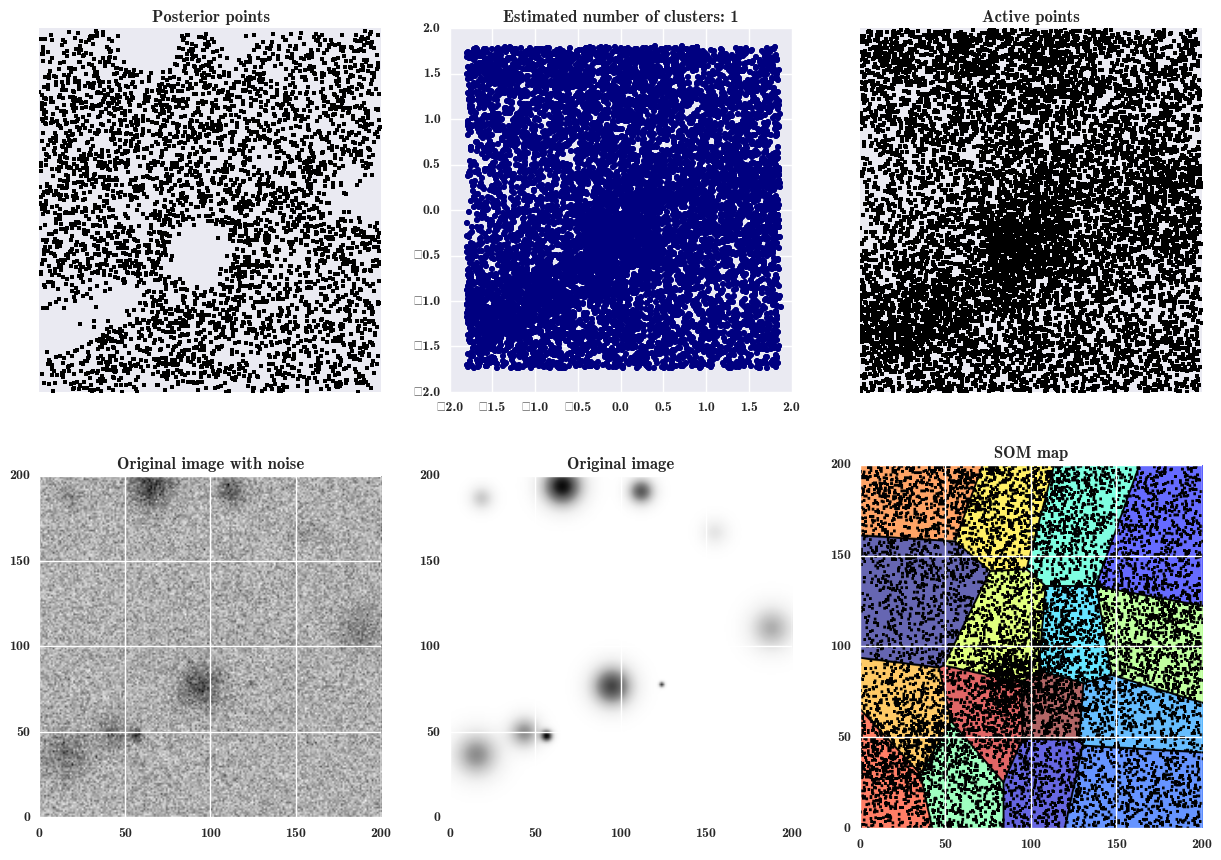 Posterior points
Estimated number of clusters: 1
Active points
2.0
1.5
1.0
0.5
0.0
□0.5
□1.0
□1.5
□2.0
□2.0 □1.5 □1.0 □0.5 0.0 0.5 1.0 1.5 2.0
Original image with noise
200
150
100
50
0
0 50 100 150 200
Original image
200
150
100
50
0
0 50 100 150 200
SOM map
200
150
100
50
0
0 50 100 150 200